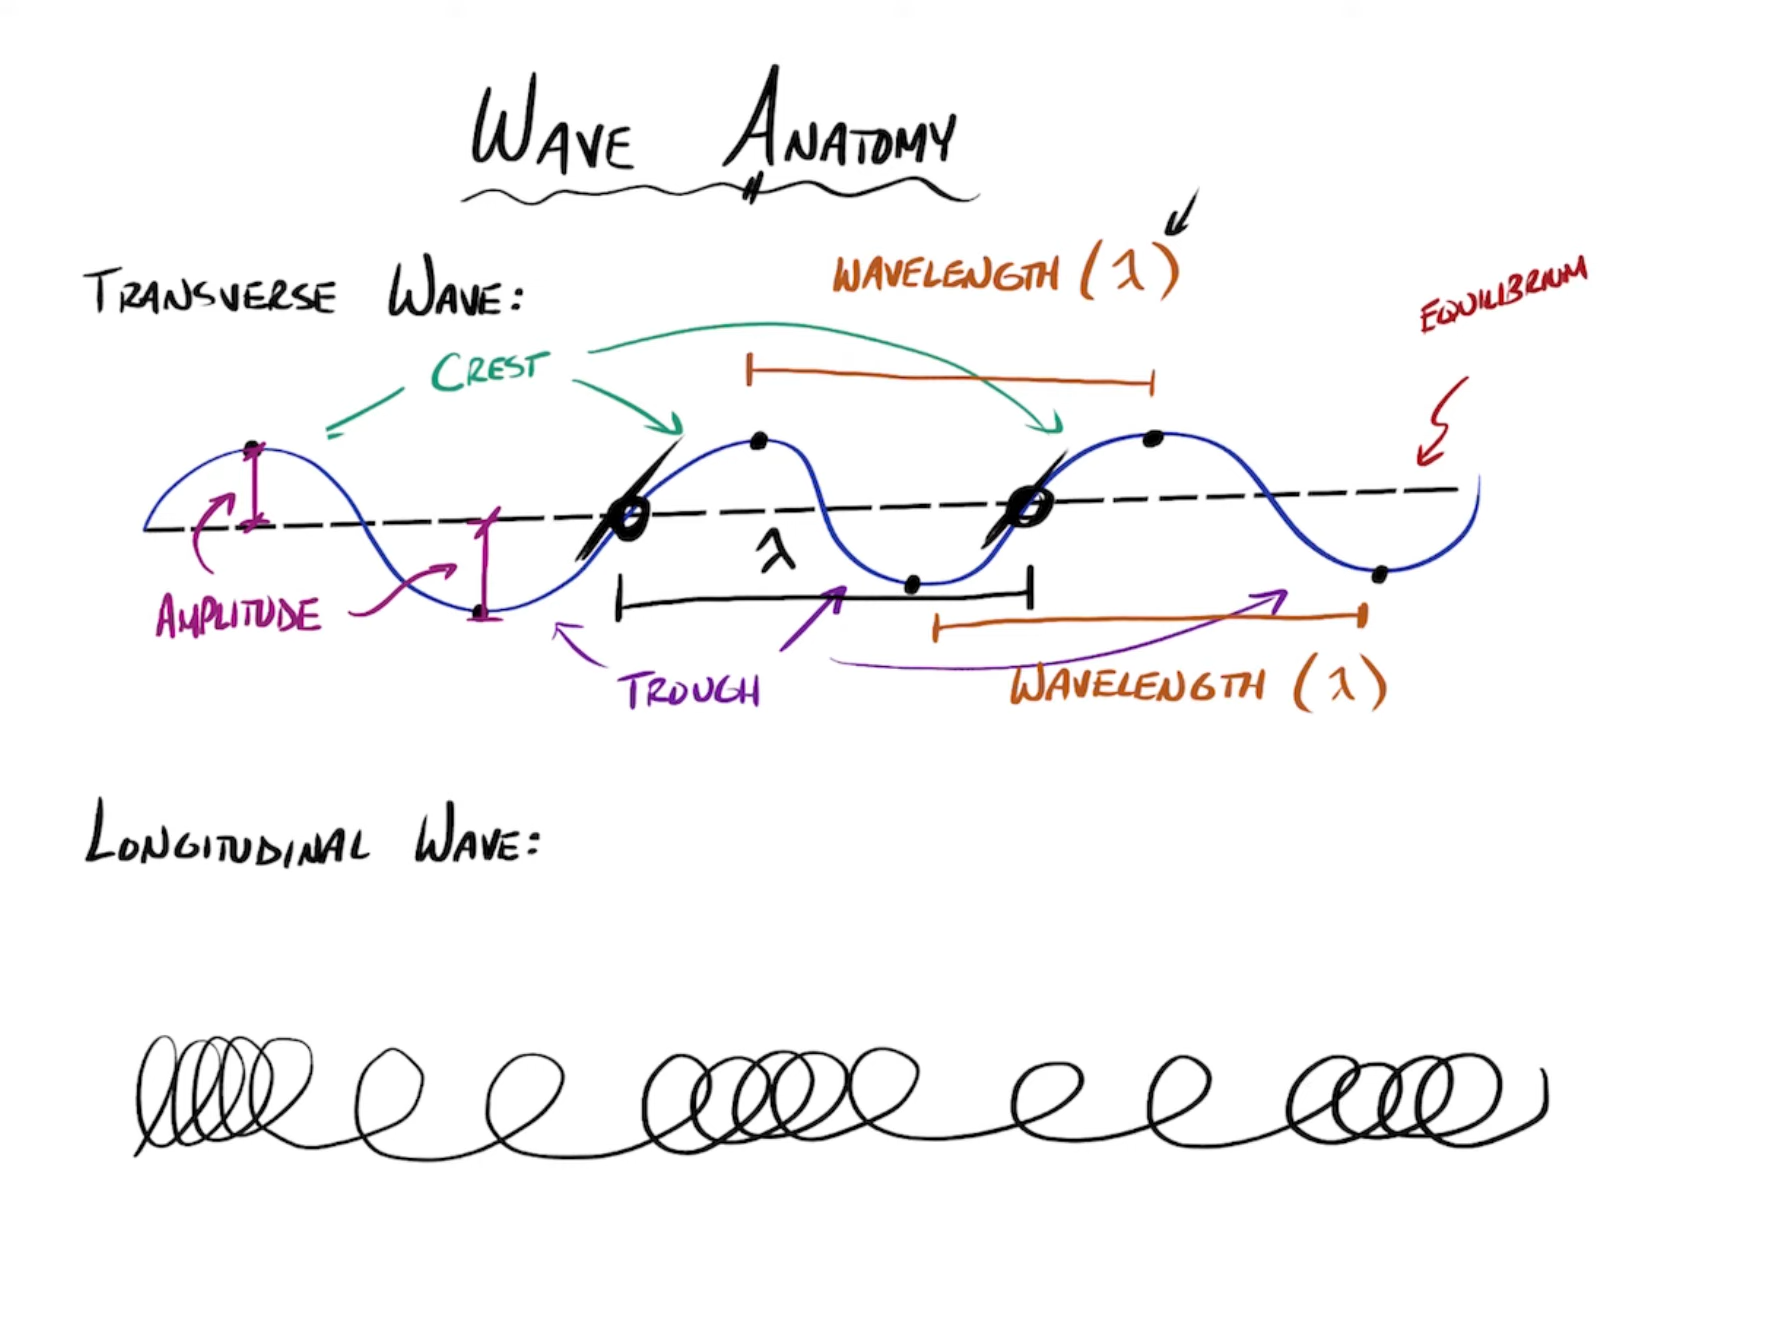 WAVE ANATOMY
WAVELENGTH (λ)
TRANSVERSE WAVE:
EQUILIBRIUM
CREST
λ
AMPLITUDE
TROUGH
WAVELENGTH (λ)
LONGITUDINAL WAVE: